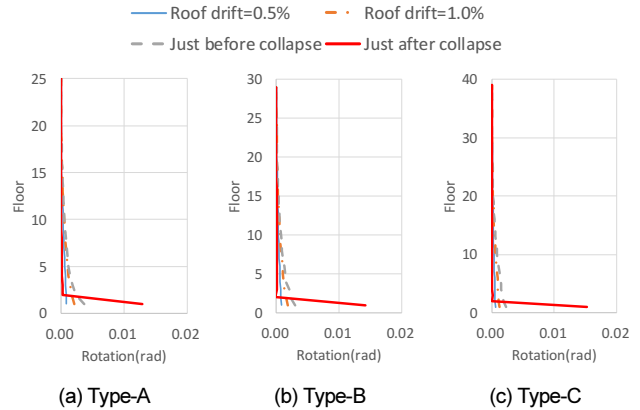 Roof drift=0.5% Roof drift=1.0%
Just before collapse Just after collapse
25 30 40
20 25 30
15 20 20
10 15 10
5 10 0
0 5
0
Floor Floor Floor
0.00 0.01 0.02 0.00 0.01 0.02 0.00 0.01 0.02
Rotation(rad) Rotation(rad) Rotation(rad)
(a) Type-A (b) Type-B (c) Type-C